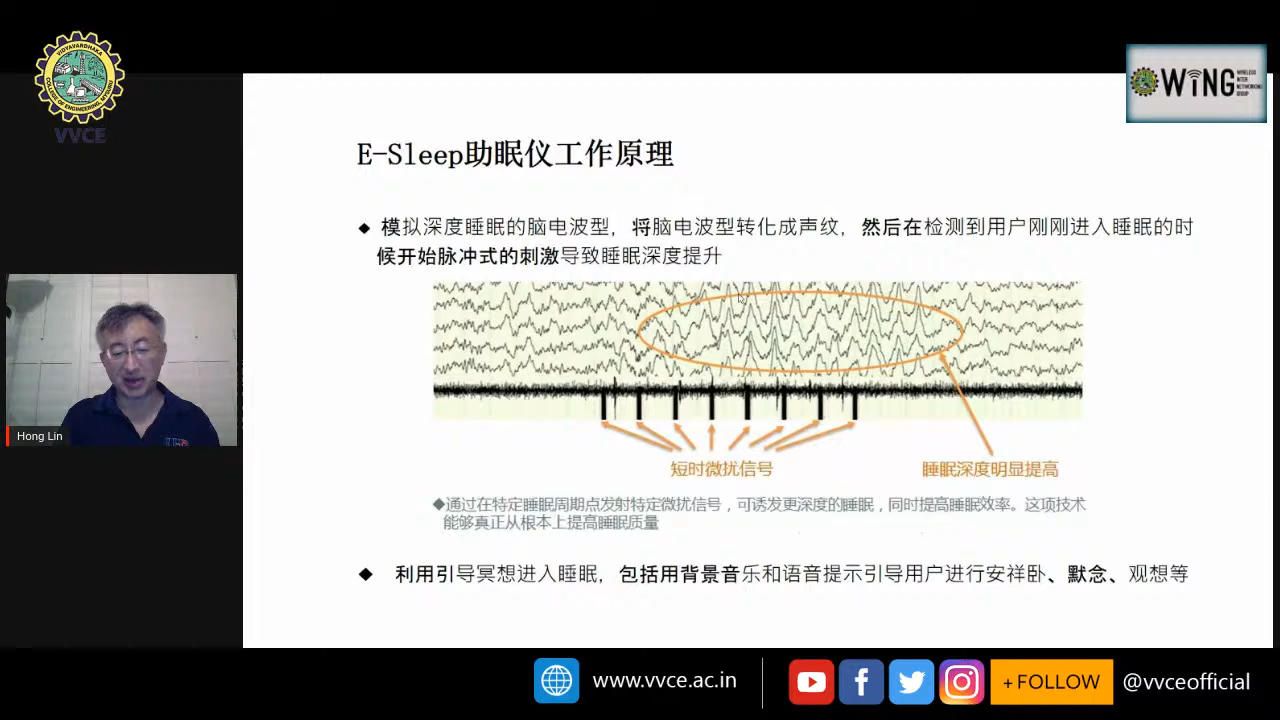 VIDYAVARDHAKA
COLLEGE OF ENGINEERING, MYSURU
VVCE
WiNG
WIRELESS
INTER
NETWORKING
GROUP
E-Sleep助眠仪工作原理
◆ 模拟深度睡眠的脑电波型，将脑电波型转化成声纹，然后在检测到用户刚刚进入睡眠的时
候开始脉冲式的刺激导致睡眠深度提升
Hong Lin
短时微扰信号
睡眠深度明显提高
◆通过在特定睡眠周期点发射特定微扰信号，可诱发更深度的睡眠，同时提高睡眠效率。这项技术
能够真正从根本上提高睡眠质量
◆ 利用引导冥想进入睡眠，包括用背景音乐和语音提示引导用户进行安祥卧、默念、观想等
www.vvce.ac.in
+ FOLLOW
@vvceofficial